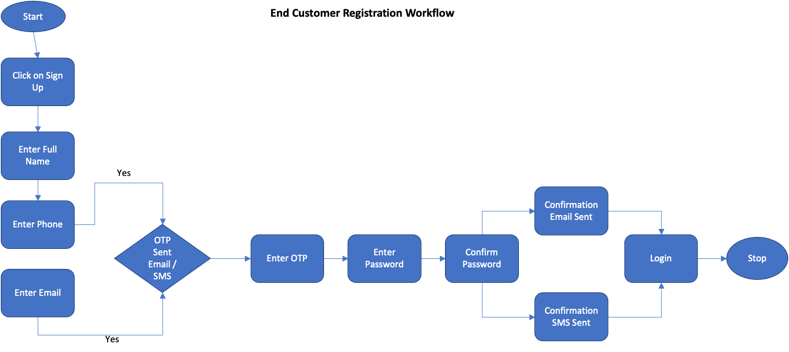 Start
End Customer Registration Workflow
Click on Sign
Up
Enter Full
Name
Yes
Enter Phone
OTP
Sent
Email /
SMS
Enter Email
Yes
Enter OTP
Enter
Password
Confirm
Password
Confirmation
Email Sent
Confirmation
SMS Sent
Login
Stop